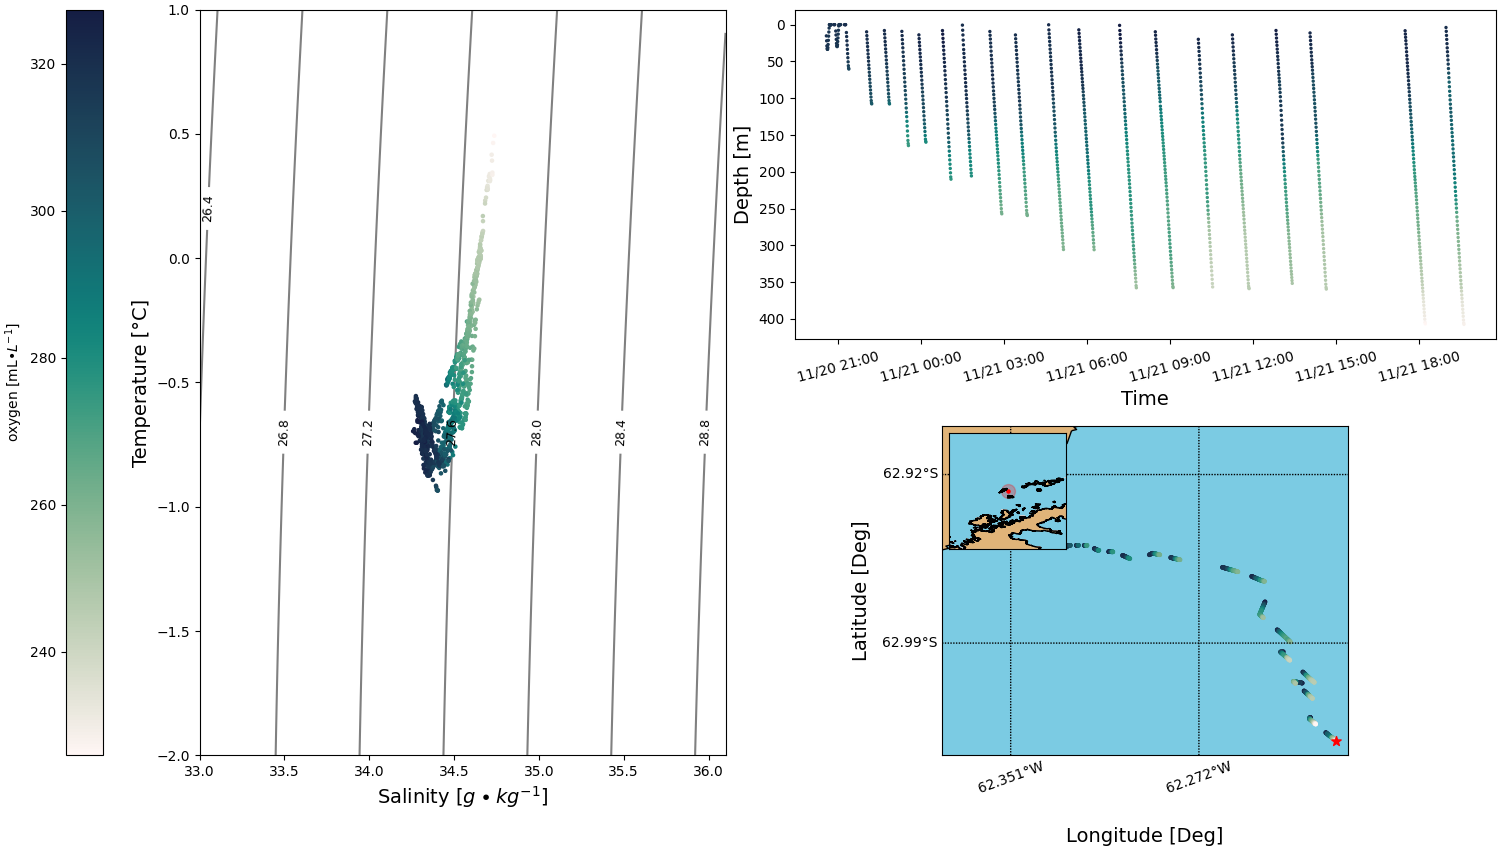 oxygen [mL•L⁻¹]
320
300
280
260
240
Temperature [°C]
1.0
0.5
0.0
−0.5
−1.0
−1.5
−2.0
26.4
26.8
27.2
27.6
28.0
28.4
28.8
33.0 33.5 34.0 34.5 35.0 35.5 36.0
Salinity [g • kg⁻¹]
Depth [m]
0
50
100
150
200
250
300
350
400
11/20 21:00 11/21 00:00 11/21 03:00 11/21 06:00 11/21 09:00 11/21 12:00 11/21 15:00 11/21 18:00
Time
Latitude [Deg]
62.92°S
62.99°S
62.351°W 62.272°W
Longitude [Deg]